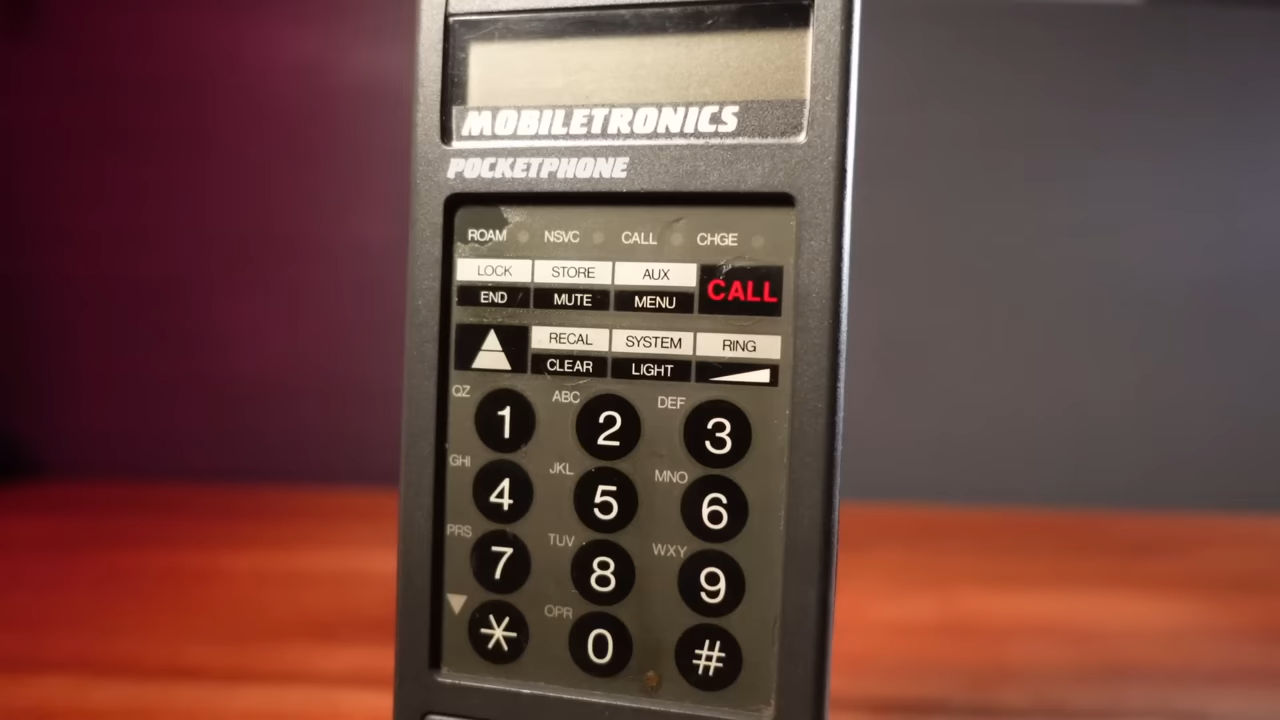 MOBILETRONICS
POCKETPHONE
ROAM NSVC CALL CHGE
LOCK STORE AUX
CALL
END MUTE MENU
RECAL SYSTEM RING
CLEAR LIGHT
QZ ABC DEF
1 2 3
GHI JKL MNO
4 5 6
PRS TUV WXY
7 8 9
OPR
* 0 #